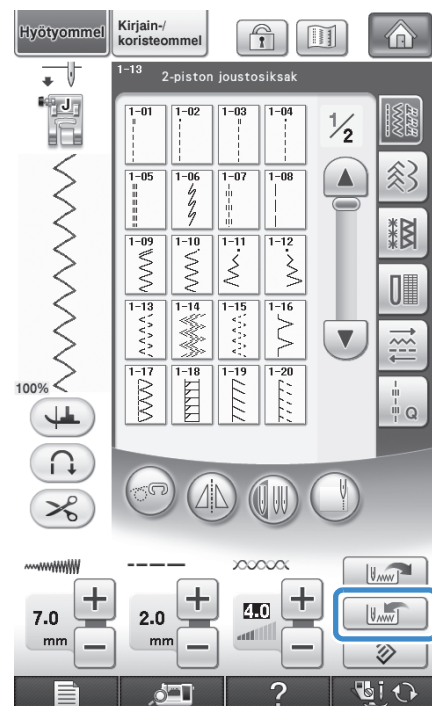 Hyötyommel
Kirjain-/
koristeommel
1-13
2-piston joustosiksak
J
1-01 1-02 1-03 1-04
1/2
1-05 1-06 1-07 1-08
1-09 1-10 1-11 1-12
1-13 1-14 1-15 1-16
1-17 1-18 1-19 1-20
Q
100%
7.0
mm
2.0
mm
4.0
?